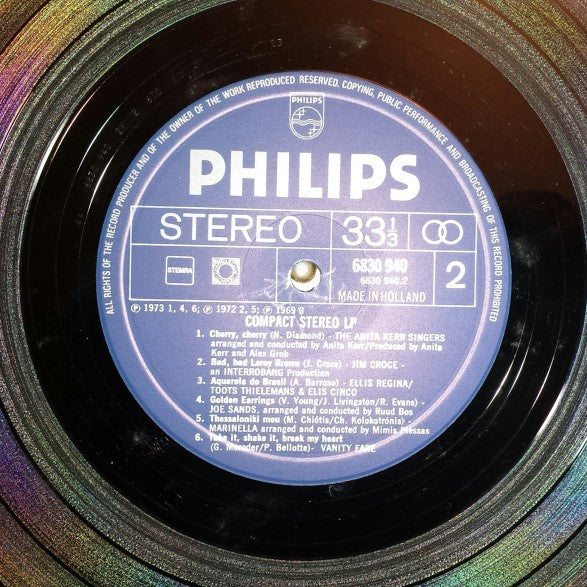 ALL RIGHTS OF THE RECORD PRODUCER AND OF THE OWNER OF THE WORK REPRODUCED RESERVED. COPYING, PUBLIC PERFORMANCE AND BROADCASTING OF THIS RECORD PROHIBITED
PHILIPS
PHILIPS
STEREO 33⅓
6830 940
6830 940.2
2
STEMRA
MADE IN HOLLAND
℗ 1973 1, 4, 6; ℗ 1972 2, 5; ℗ 1969 3
COMPACT STEREO LP
1. Cherry, cherry (N. Diamond) - THE ANITA KERR SINGERS
arranged and conducted by Anita Kerr/Produced by Anita
Kerr and Alex Grob
2. Bad, bad Leroy Brown (J. Croce) - JIM CROCE -
an INTERROBANG Production
3. Aquarela do Brasil (A. Barroso) - ELLIS REGINA/
TOOTS THIELEMANS & ELIS CINCO
4. Golden Earrings (V. Young/J. Livingston/R. Evans) -
JOE SANDS, arranged and conducted by Ruud Bos
5. Thessaloniki mou (M. Chiotis/Ch. Kolokotronis) -
MARINELLA arranged and conducted by Mimis Plessas
6. Take it, shake it, break my heart
(G. Moroder/P. Bellotte)- VANITY FARE